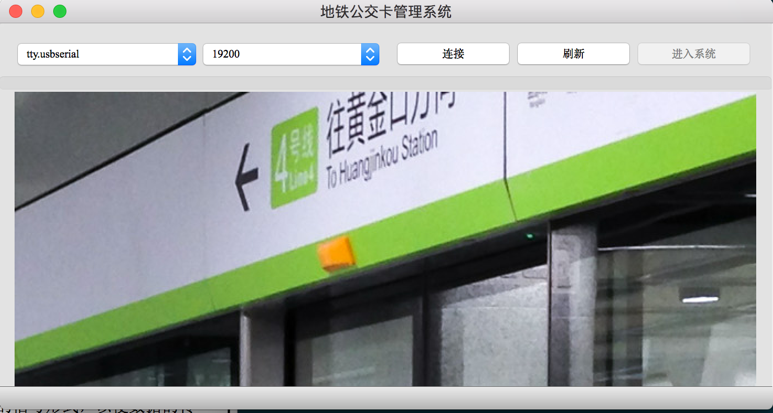 地铁公交卡管理系统
tty.usbserial
19200
连接
刷新
进入系统
4号线
Line 4
往黄金口方向
To Huangjinkou Station